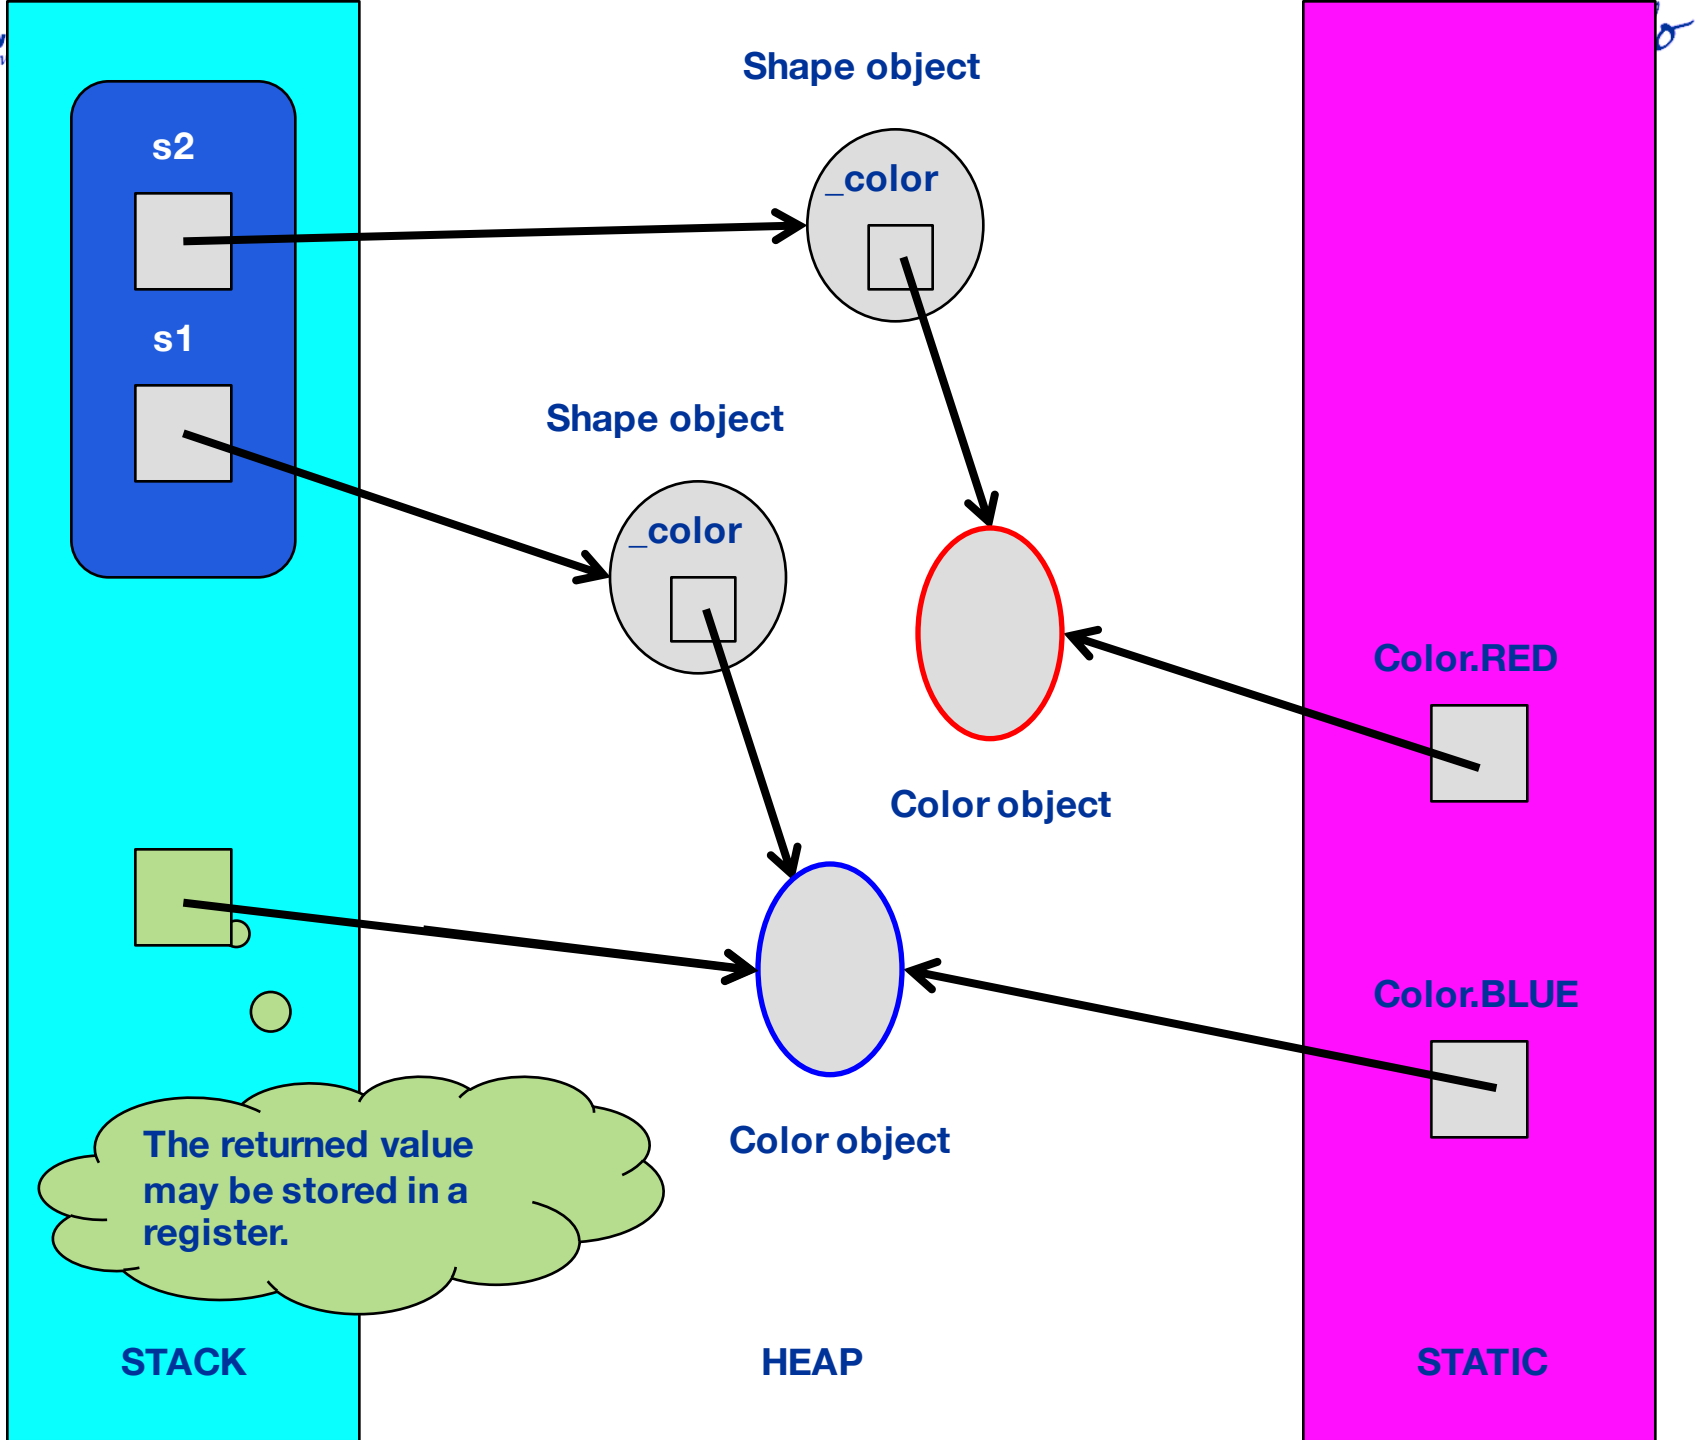 Shape object
s2
_color
s1
Shape object
_color
Color.RED
Color object
Color.BLUE
Color object
The returned value
may be stored in a
register.
STACK
HEAP
STATIC